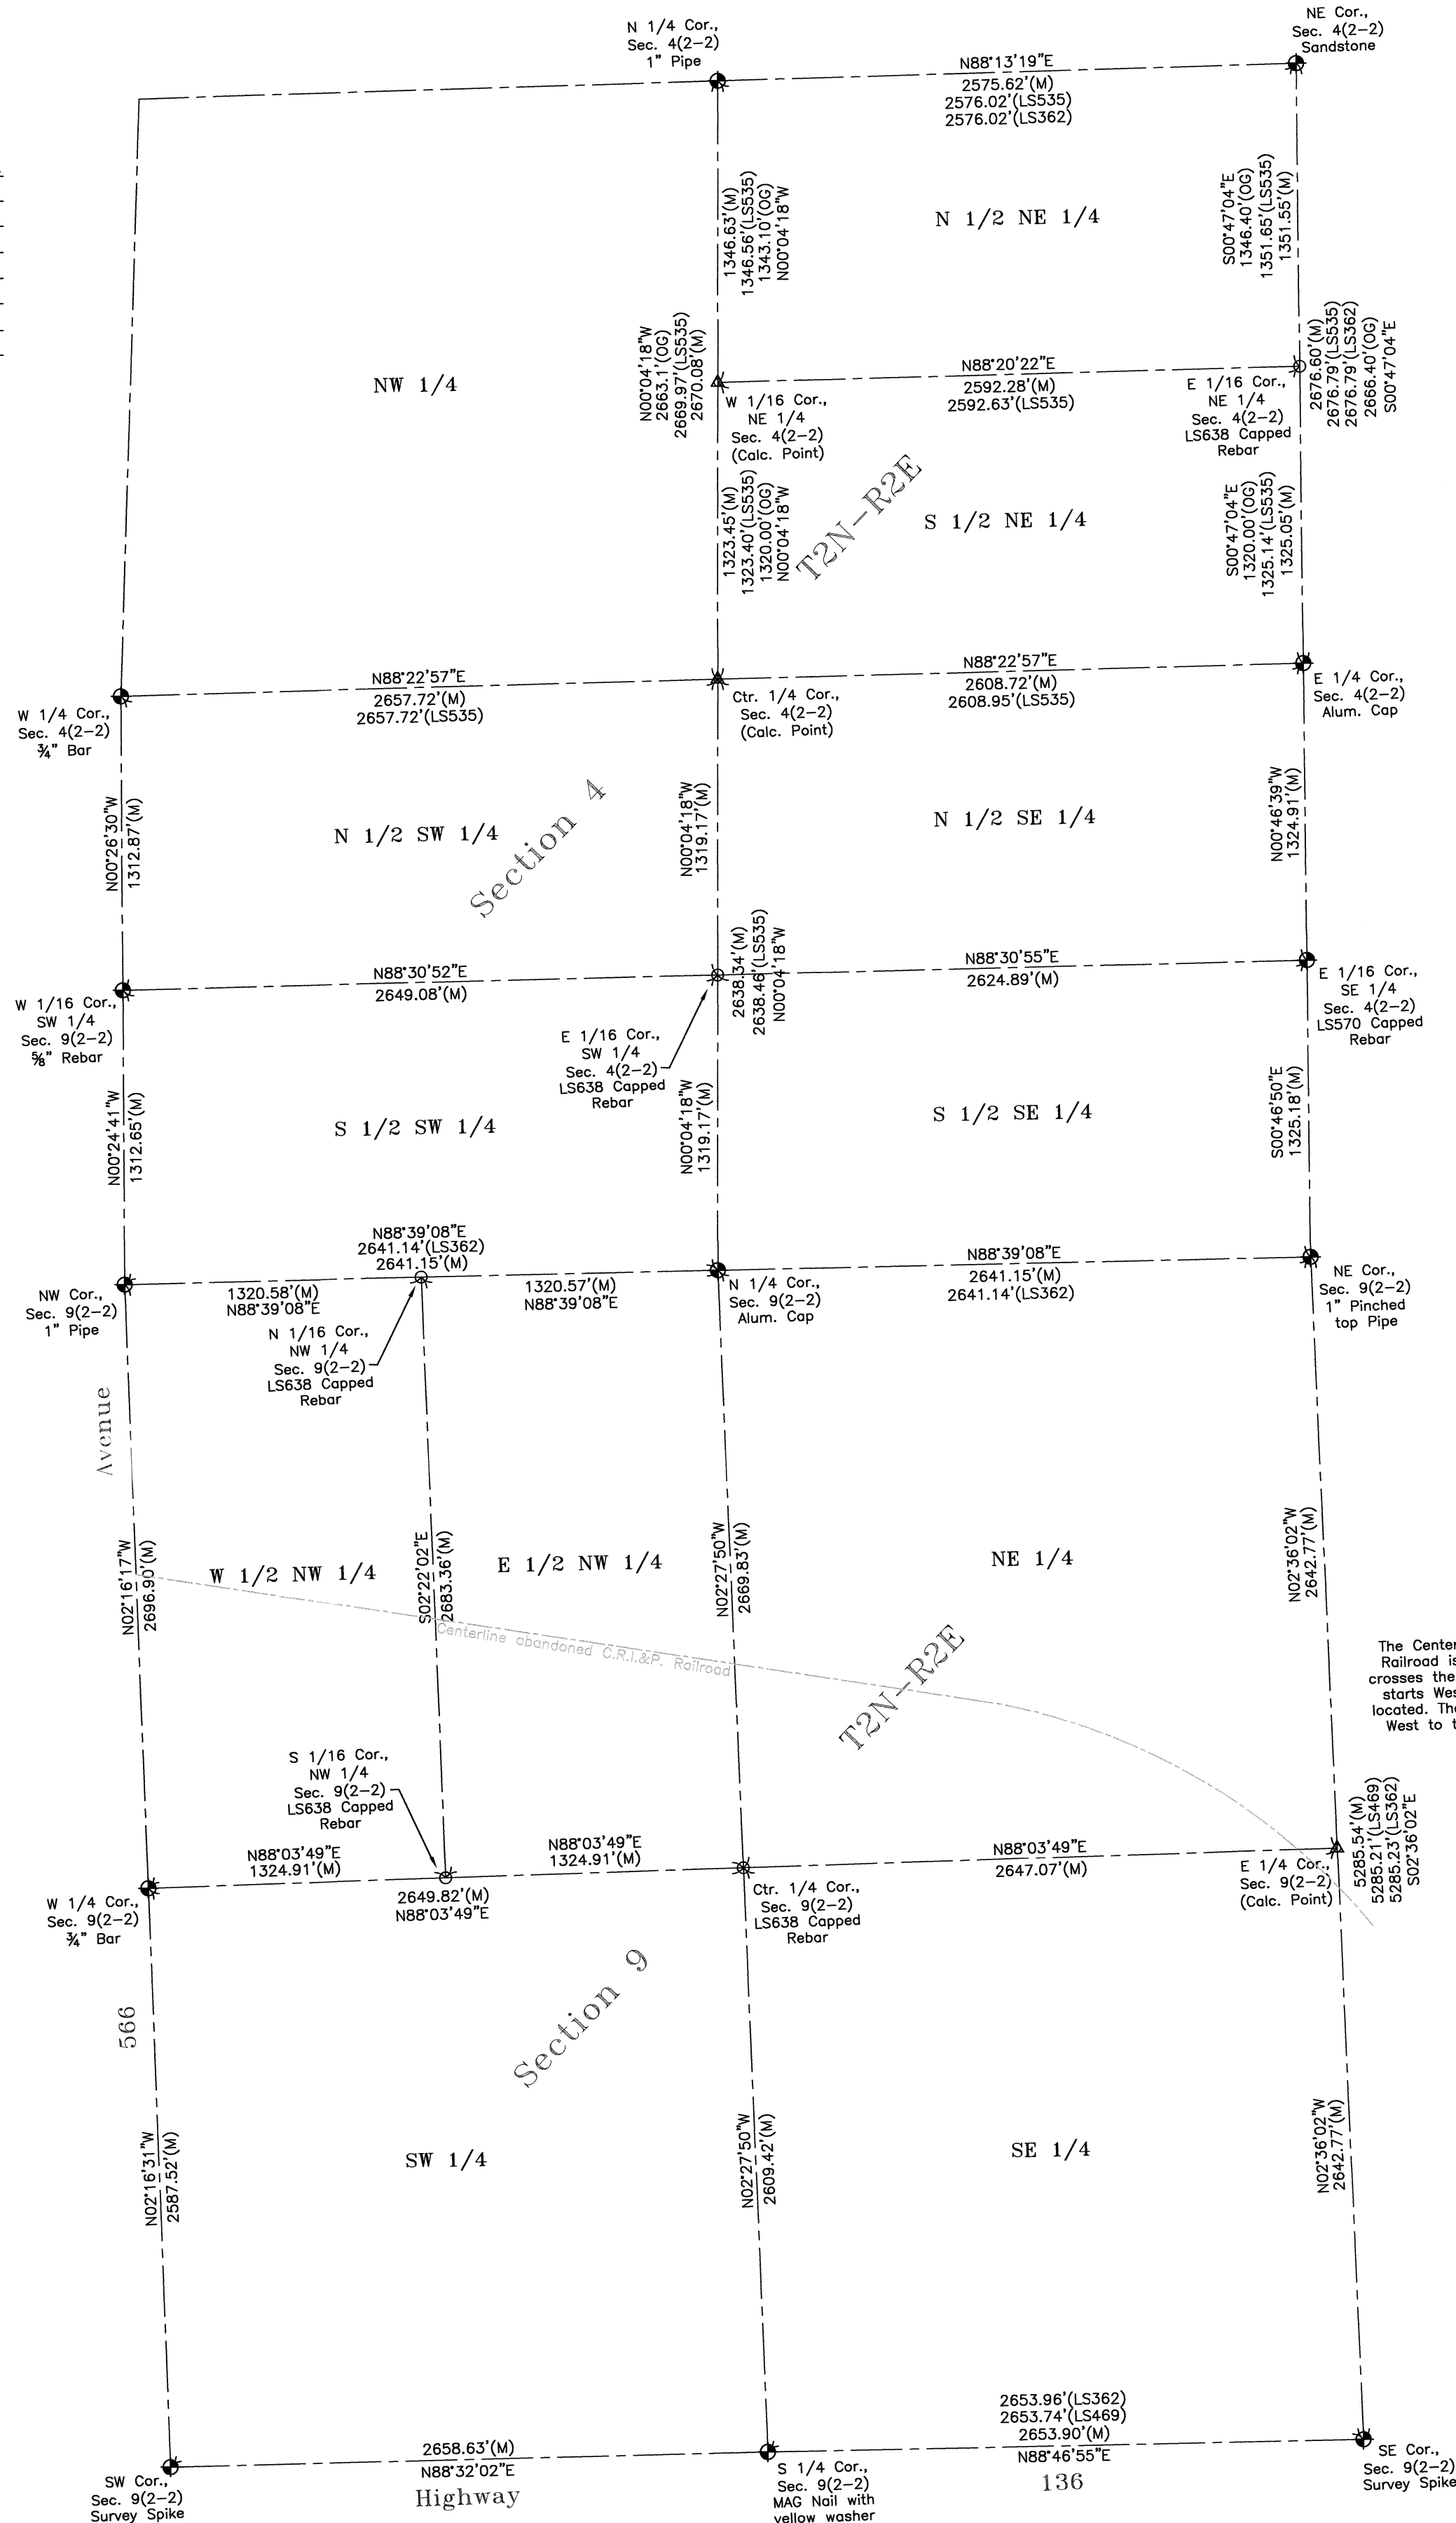 N 1/4 Cor.,
Sec. 4(2-2)
1" Pipe
NE Cor.,
Sec. 4(2-2)
Sandstone
N88°13'19"E
2575.62'(M)
2576.02'(LS535)
2576.02'(LS362)
1346.63'(M)
1346.56'(LS535)
1343.10'(OG)
N00°04'18"W
N 1/2 NE 1/4
S00°47'04"E
1346.40'(OG)
1351.65'(LS535)
1351.55'(M)
NW 1/4
N00°04'18"W
2663.1'(OG)
2669.97'(LS535)
2670.08'(M)
N88°20'22"E
2592.28'(M)
2592.63'(LS535)
W 1/16 Cor.,
NE 1/4
Sec. 4(2-2)
(Calc. Point)
E 1/16 Cor.,
NE 1/4
Sec. 4(2-2)
LS638 Capped
Rebar
2676.60'(M)
2676.79'(LS535)
2676.79'(LS362)
2666.40'(OG)
S00°47'04"E
T2N-R2E
1323.45'(M)
1323.40'(LS535)
1320.00'(OG)
N00°04'18"W
S 1/2 NE 1/4
S00°47'04"E
1320.00'(OG)
1325.14'(LS535)
1325.05'(M)
N88°22'57"E
2657.72'(M)
2657.72'(LS535)
N88°22'57"E
2608.72'(M)
2608.95'(LS535)
W 1/4 Cor.,
Sec. 4(2-2)
¾" Bar
Ctr. 1/4 Cor.,
Sec. 4(2-2)
(Calc. Point)
E 1/4 Cor.,
Sec. 4(2-2)
Alum. Cap
N00°26'30"W
1312.87'(M)
N 1/2 SW 1/4
Section 4
N00°04'18"W
1319.17'(M)
N 1/2 SE 1/4
N00°46'39"W
1324.91'(M)
N88°30'52"E
2649.08'(M)
2638.34'(M)
2638.46'(LS535)
N00°04'18"W
N88°30'55"E
2624.89'(M)
W 1/16 Cor.,
SW 1/4
Sec. 9(2-2)
⅝" Rebar
E 1/16 Cor.,
SW 1/4
Sec. 4(2-2)
LS638 Capped
Rebar
E 1/16 Cor.,
SE 1/4
Sec. 4(2-2)
LS570 Capped
Rebar
N00°24'41"W
1312.65'(M)
S 1/2 SW 1/4
N00°04'18"W
1319.17'(M)
S 1/2 SE 1/4
S00°46'50"E
1325.18'(M)
N88°39'08"E
2641.14'(LS362)
2641.15'(M)
N88°39'08"E
2641.15'(M)
2641.14'(LS362)
NW Cor.,
Sec. 9(2-2)
1" Pipe
1320.58'(M)
N88°39'08"E
1320.57'(M)
N88°39'08"E
N 1/4 Cor.,
Sec. 9(2-2)
Alum. Cap
NE Cor.,
Sec. 9(2-2)
1" Pinched
top Pipe
N 1/16 Cor.,
NW 1/4
Sec. 9(2-2)
LS638 Capped
Rebar
Avenue
N02°16'17"W
2696.90'(M)
W 1/2 NW 1/4
S02°22'02"E
2683.36'(M)
E 1/2 NW 1/4
N02°27'50"W
2669.83'(M)
NE 1/4
N02°36'02"W
2642.77'(M)
Centerline abandoned C.R.I.&P. Railroad
T2N-R2E
The Center
Railroad is
crosses the
starts Wes
located. The
West to t
S 1/16 Cor.,
NW 1/4
Sec. 9(2-2)
LS638 Capped
Rebar
N88°03'49"E
1324.91'(M)
N88°03'49"E
1324.91'(M)
N88°03'49"E
2647.07'(M)
5285.54'(M)
5285.21'(LS469)
5285.23'(LS362)
S02°36'02"E
W 1/4 Cor.,
Sec. 9(2-2)
¾" Bar
2649.82'(M)
N88°03'49"E
Ctr. 1/4 Cor.,
Sec. 9(2-2)
LS638 Capped
Rebar
E 1/4 Cor.,
Sec. 9(2-2)
(Calc. Point)
566
Section 9
N02°16'31"W
2587.52'(M)
SW 1/4
N02°27'50"W
2609.42'(M)
SE 1/4
N02°36'02"W
2642.77'(M)
2653.96'(LS362)
2653.74'(LS469)
2653.90'(M)
N88°46'55"E
2658.63'(M)
N88°32'02"E
SW Cor.,
Sec. 9(2-2)
Survey Spike
Highway
S 1/4 Cor.,
Sec. 9(2-2)
MAG Nail with
yellow washer
136
SE Cor.,
Sec. 9(2-2)
Survey Spike